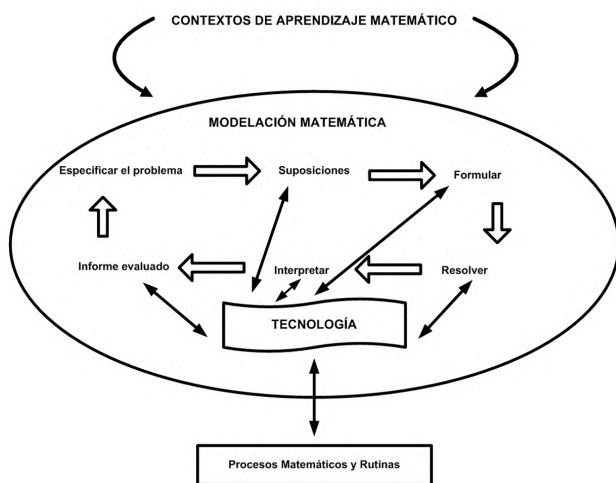 CONTEXTOS DE APRENDIZAJE MATEMÁTICO
MODELACIÓN MATEMÁTICA
Especificar el problema
Suposiciones
Formular
Informe evaluado
Interpretar
Resolver
TECNOLOGÍA
Procesos Matemáticos y Rutinas